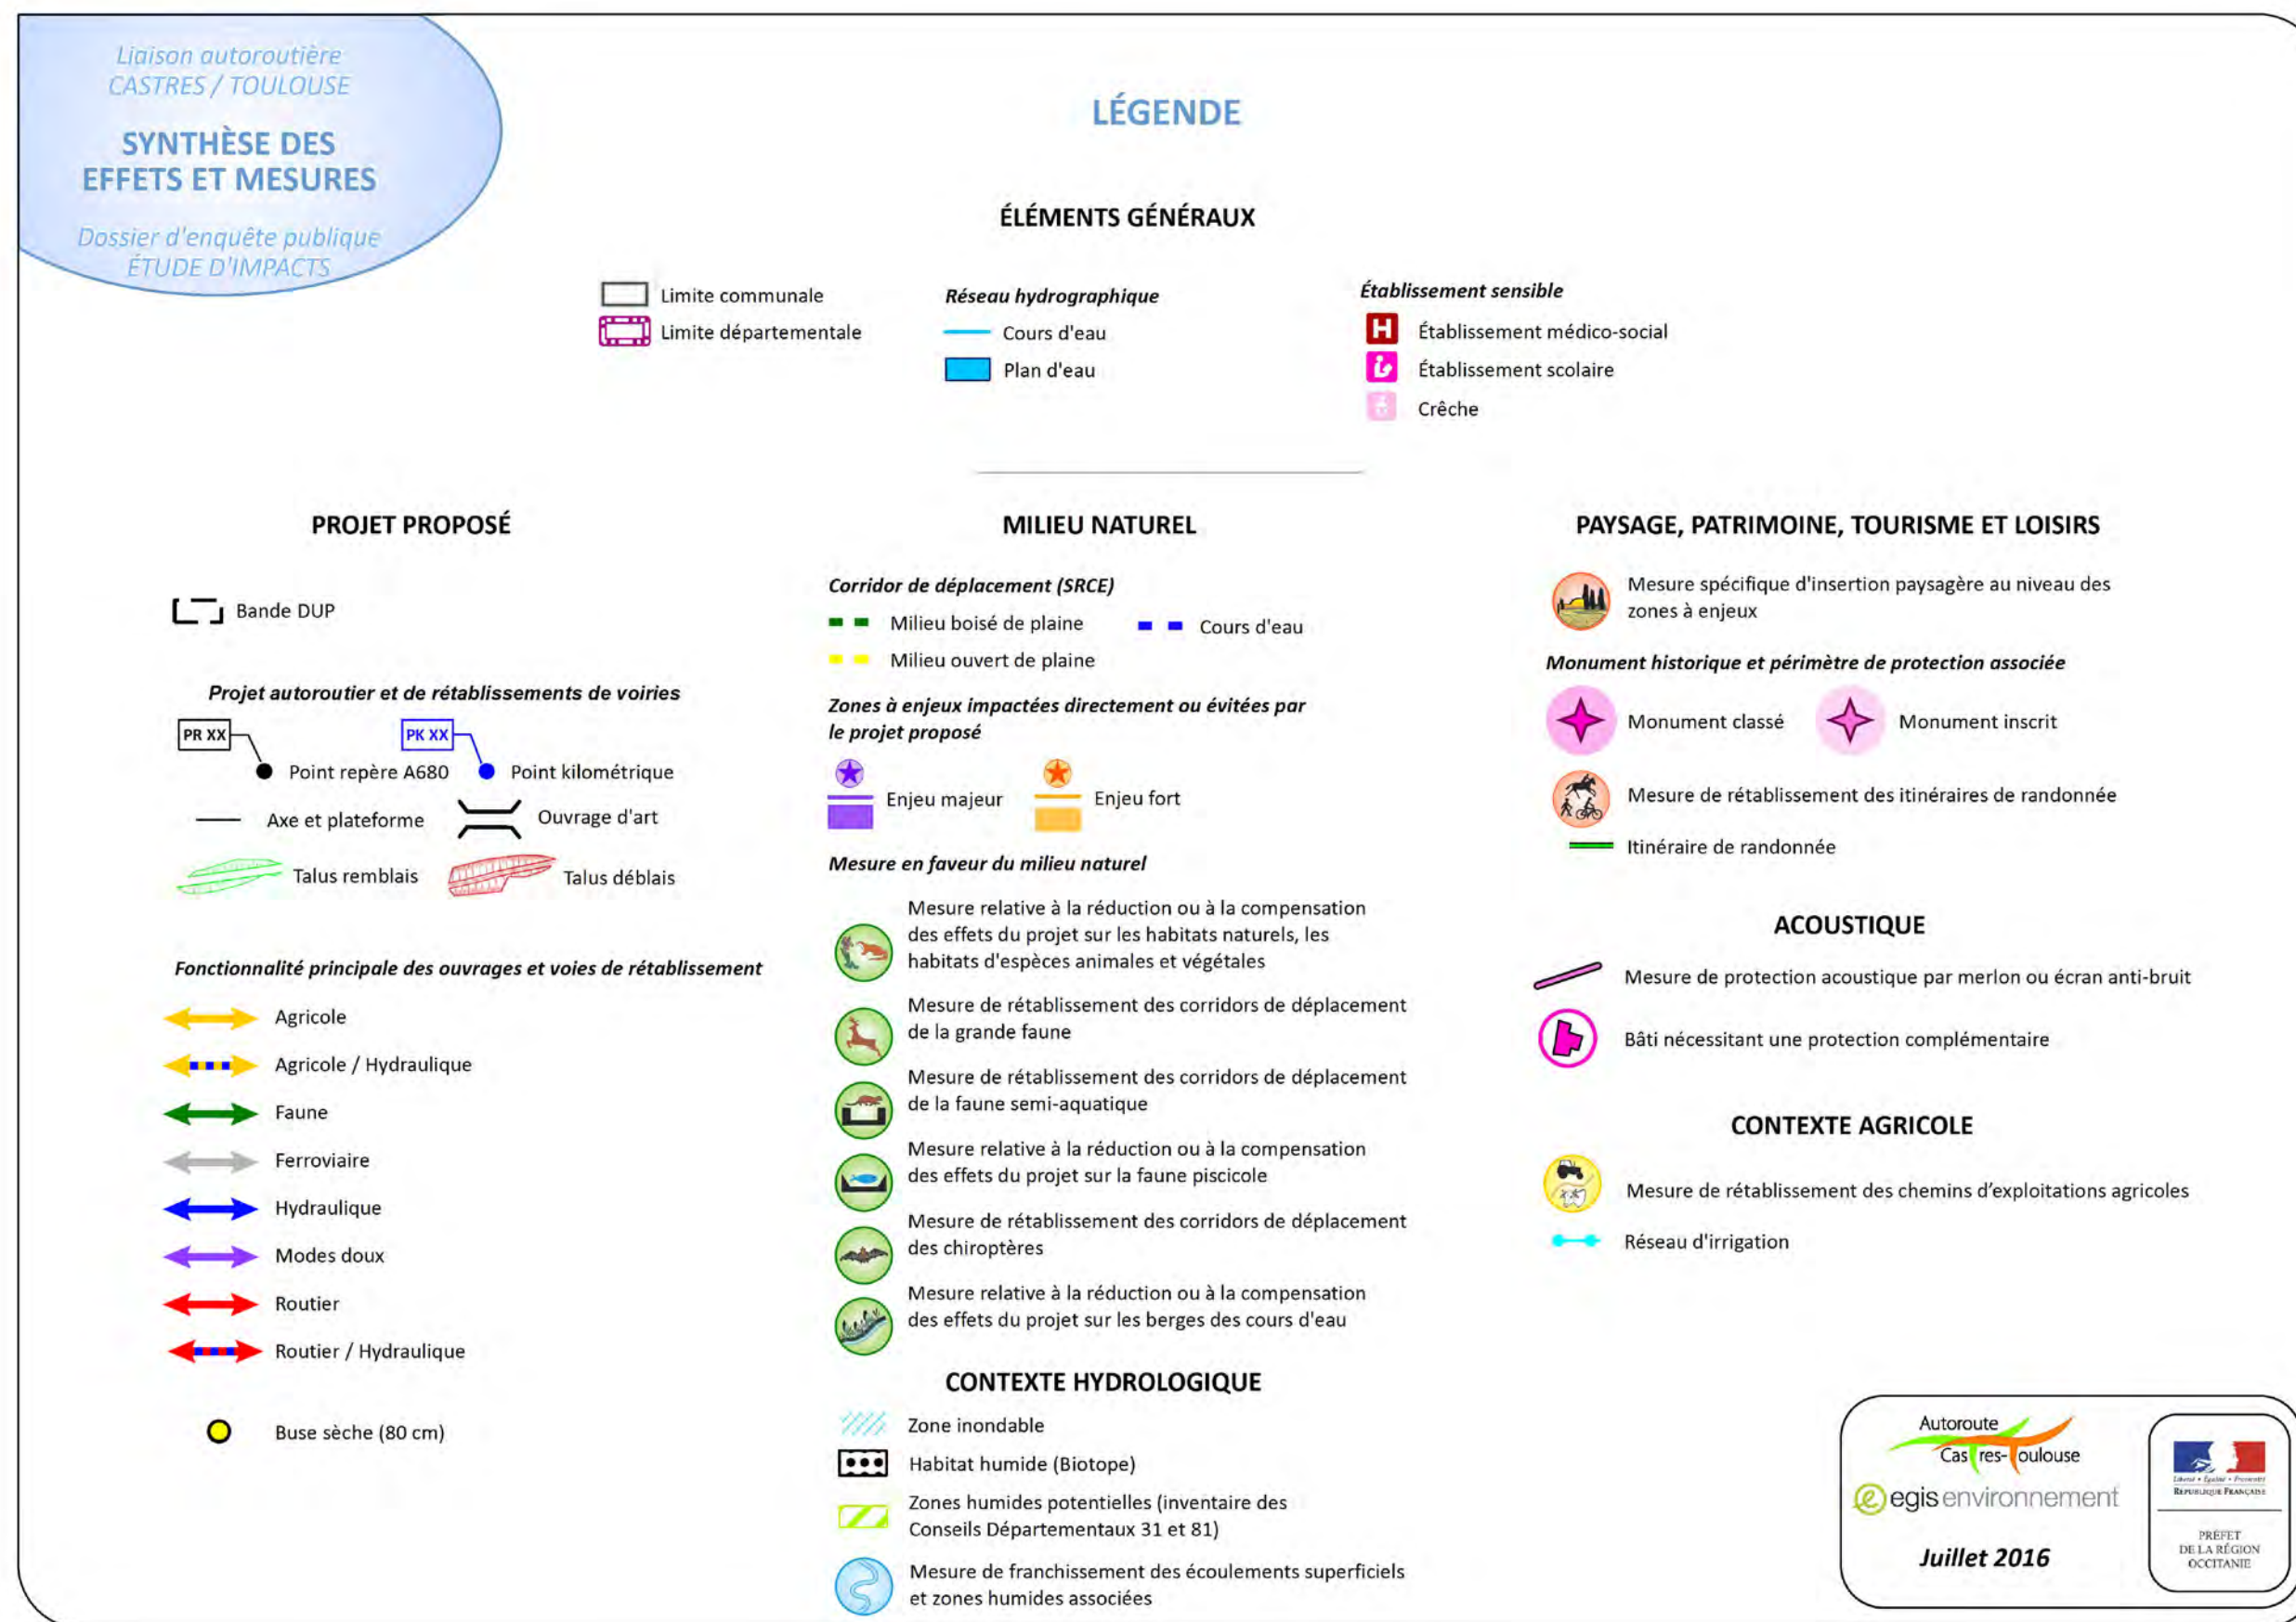 Liaison autoroutière
CASTRES / TOULOUSE
SYNTHÈSE DES
EFFETS ET MESURES
Dossier d'enquête publique
ÉTUDE D'IMPACTS
LÉGENDE
ÉLÉMENTS GÉNÉRAUX
Limite communale
Limite départementale
Réseau hydrographique
Cours d'eau
Plan d'eau
Établissement sensible
H
Établissement médico-social
Établissement scolaire
Crêche
PROJET PROPOSÉ
Bande DUP
Projet autoroutier et de rétablissements de voiries
PR XX
Point repère A680
PK XX
Point kilométrique
Axe et plateforme
Ouvrage d'art
Talus remblais
Talus déblais
Fonctionnalité principale des ouvrages et voies de rétablissement
Agricole
Agricole / Hydraulique
Faune
Ferroviaire
Hydraulique
Modes doux
Routier
Routier / Hydraulique
Buse sèche (80 cm)
MILIEU NATUREL
Corridor de déplacement (SRCE)
Milieu boisé de plaine
Cours d'eau
Milieu ouvert de plaine
Zones à enjeux impactées directement ou évitées par
le projet proposé
Enjeu majeur
Enjeu fort
Mesure en faveur du milieu naturel
Mesure relative à la réduction ou à la compensation
des effets du projet sur les habitats naturels, les
habitats d'espèces animales et végétales
Mesure de rétablissement des corridors de déplacement
de la grande faune
Mesure de rétablissement des corridors de déplacement
de la faune semi-aquatique
Mesure relative à la réduction ou à la compensation
des effets du projet sur la faune piscicole
Mesure de rétablissement des corridors de déplacement
des chiroptères
Mesure relative à la réduction ou à la compensation
des effets du projet sur les berges des cours d'eau
CONTEXTE HYDROLOGIQUE
Zone inondable
Habitat humide (Biotope)
Zones humides potentielles (inventaire des
Conseils Départementaux 31 et 81)
Mesure de franchissement des écoulements superficiels
et zones humides associées
PAYSAGE, PATRIMOINE, TOURISME ET LOISIRS
Mesure spécifique d'insertion paysagère au niveau des
zones à enjeux
Monument historique et périmètre de protection associée
Monument classé
Monument inscrit
Mesure de rétablissement des itinéraires de randonnée
Itinéraire de randonnée
ACOUSTIQUE
Mesure de protection acoustique par merlon ou écran anti-bruit
Bâti nécessitant une protection complémentaire
CONTEXTE AGRICOLE
Mesure de rétablissement des chemins d’exploitations agricoles
Réseau d'irrigation
Autoroute
Castres-Toulouse
egis environnement
Juillet 2016
Liberté • Égalité • Fraternité
RÉPUBLIQUE FRANÇAISE
PRÉFET
DE LA RÉGION
OCCITANIE